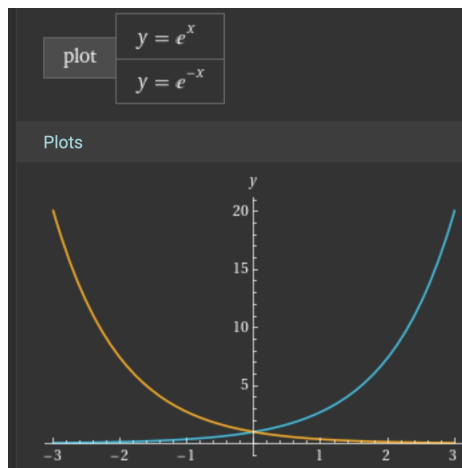 plot
y = e^x
y = e^-x
Plots
y
20
15
10
5
-3 -2 -1 1 2 3